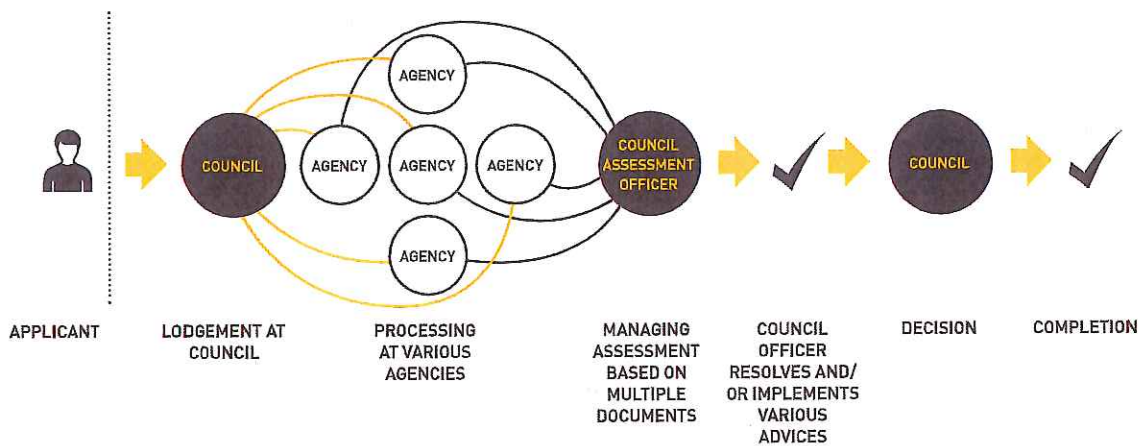 AGENCY
COUNCIL
AGENCY
AGENCY
AGENCY
COUNCIL
ASSESSMENT
OFFICER
COUNCIL
AGENCY
APPLICANT
LODGEMENT AT
COUNCIL
PROCESSING
AT VARIOUS
AGENCIES
MANAGING
ASSESSMENT
BASED ON
MULTIPLE
DOCUMENTS
COUNCIL
OFFICER
RESOLVES AND/
OR IMPLEMENTS
VARIOUS
ADVICES
DECISION
COMPLETION